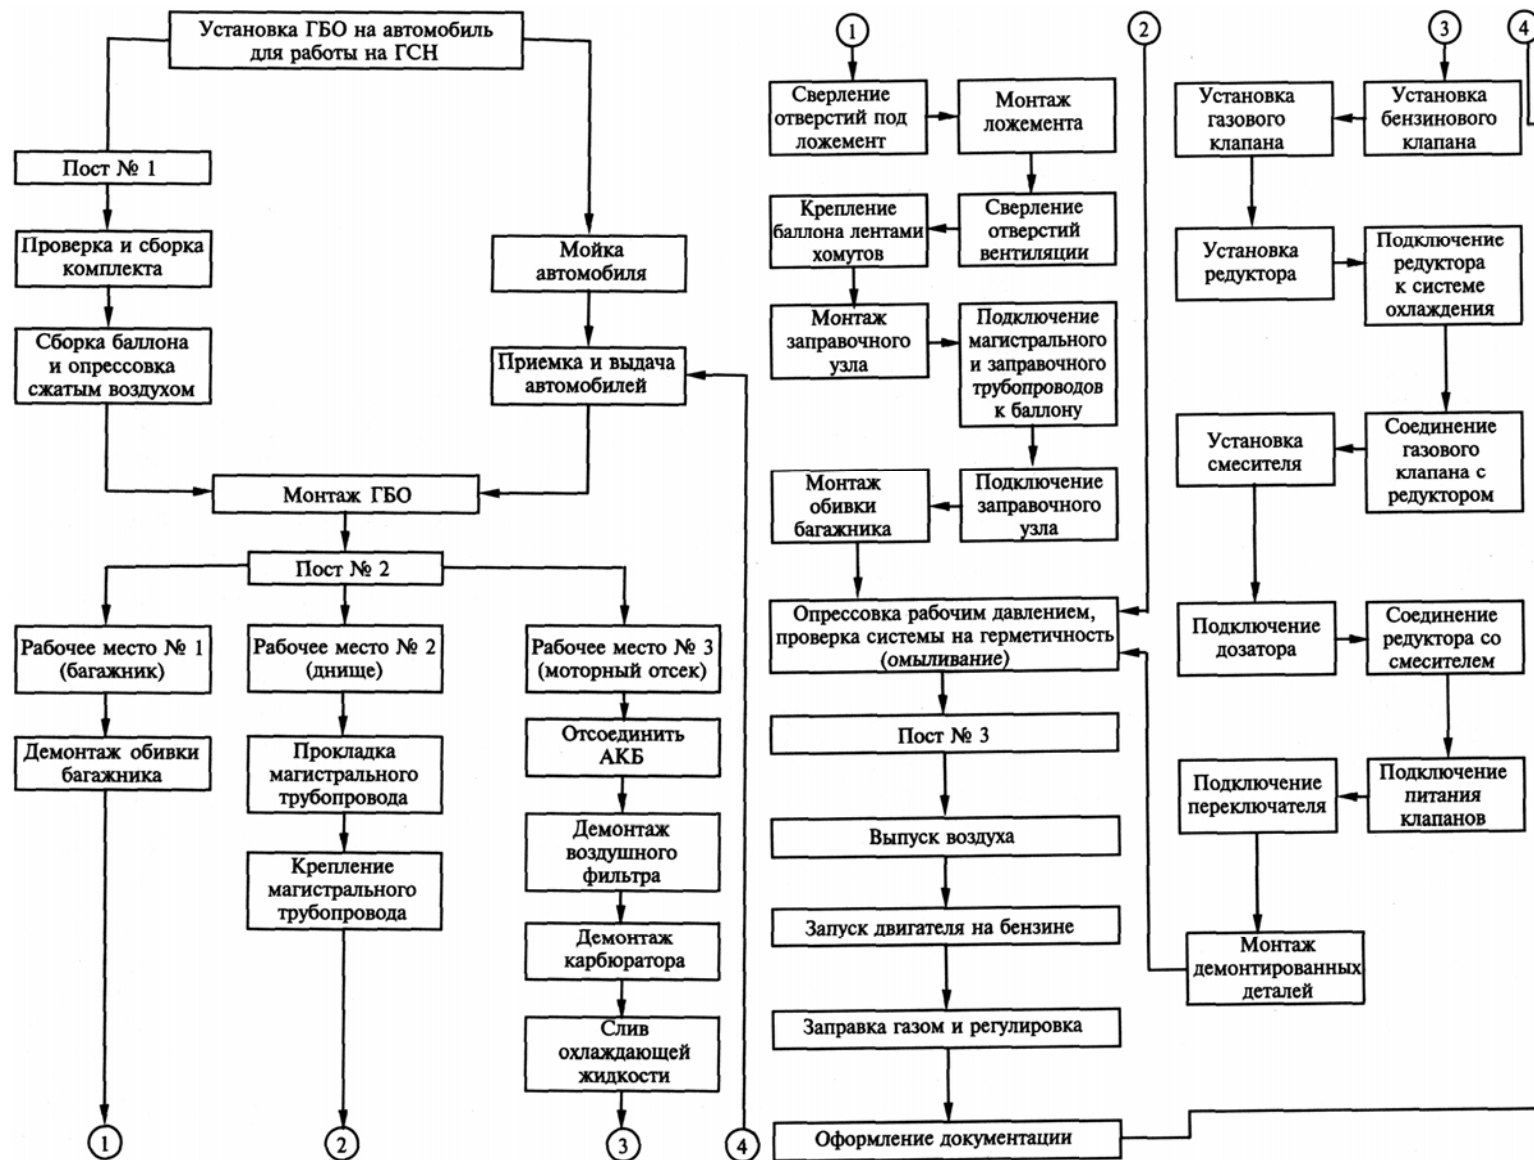 Установка ГБО на автомобиль
для работы на ГСН
Пост № 1
Проверка и сборка
комплекта
Мойка
автомобиля
Сборка баллона
и опрессовка
сжатым воздухом
Приемка и выдача
автомобилей
Монтаж ГБО
Пост № 2
Рабочее место № 1
(багажник)
Рабочее место № 2
(днище)
Рабочее место № 3
(моторный отсек)
Демонтаж обивки
багажника
Прокладка
магистрального
трубопровода
Крепление
магистрального
трубопровода
Отсоединить
АКБ
Демонтаж
воздушного
фильтра
Демонтаж
карбюратора
Слив
охлаждающей
жидкости
1
2
3
4
1
2
Сверление
отверстий под
ложемент
Монтаж
ложемента
Крепление
баллона лентами
хомутов
Сверление
отверстий
вентиляции
Монтаж
заправочного
узла
Подключение
магистрального
и заправочного
трубопроводов
к баллону
Монтаж
обивки
багажника
Подключение
заправочного
узла
Опрессовка рабочим давлением,
проверка системы на герметичность
(омыливание)
Пост № 3
Выпуск воздуха
Запуск двигателя на бензине
Заправка газом и регулировка
Оформление документации
3
4
Установка
газового
клапана
Установка
бензинового
клапана
Установка
редуктора
Подключение
редуктора
к системе
охлаждения
Установка
смесителя
Соединение
газового
клапана с
редуктором
Подключение
дозатора
Соединение
редуктора со
смесителем
Подключение
переключателя
Подключение
питания
клапанов
Монтаж
демонтированных
деталей